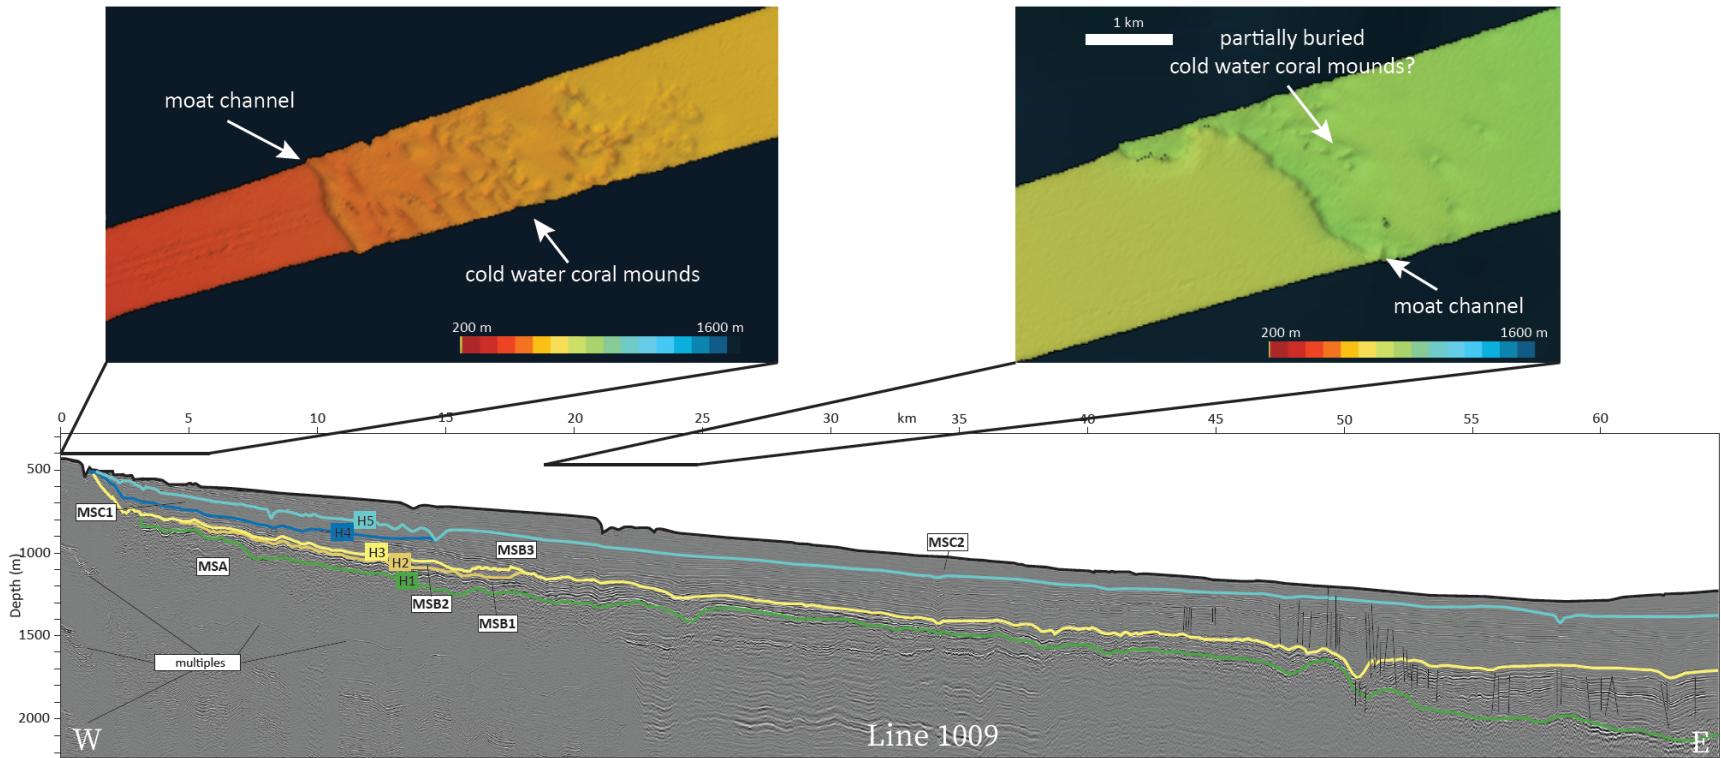 moat channel
cold water coral mounds
200 m
1600 m
1 km
partially buried
cold water coral mounds?
moat channel
200 m
1600 m
0
5
10
15
20
25
30
km
35
40
45
50
55
60
Depth (m)
500
1000
1500
2000
MSC1
H5
H4
H3
H2
H1
MSB3
MSC2
MSA
MSB2
MSB1
multiples
W
Line 1009
E